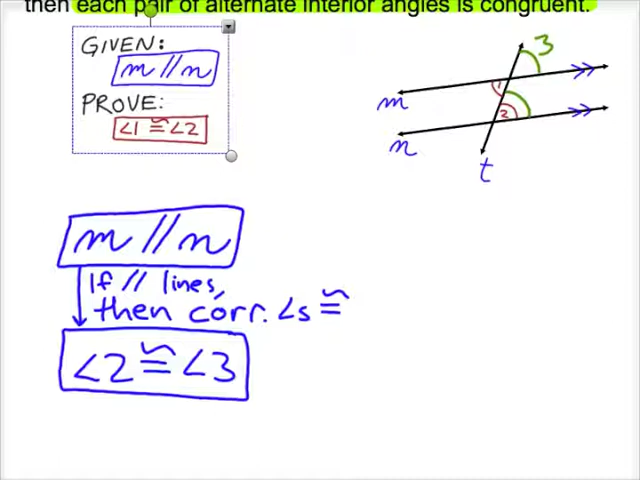 then each pair of alternate interior angles is congruent.
GIVEN:
m // n
PROVE:
∠1 ≅ ∠2
3
1
m
2
n
t
m // n
If // lines,
then corr. ∠s ≅
∠2 ≅ ∠3